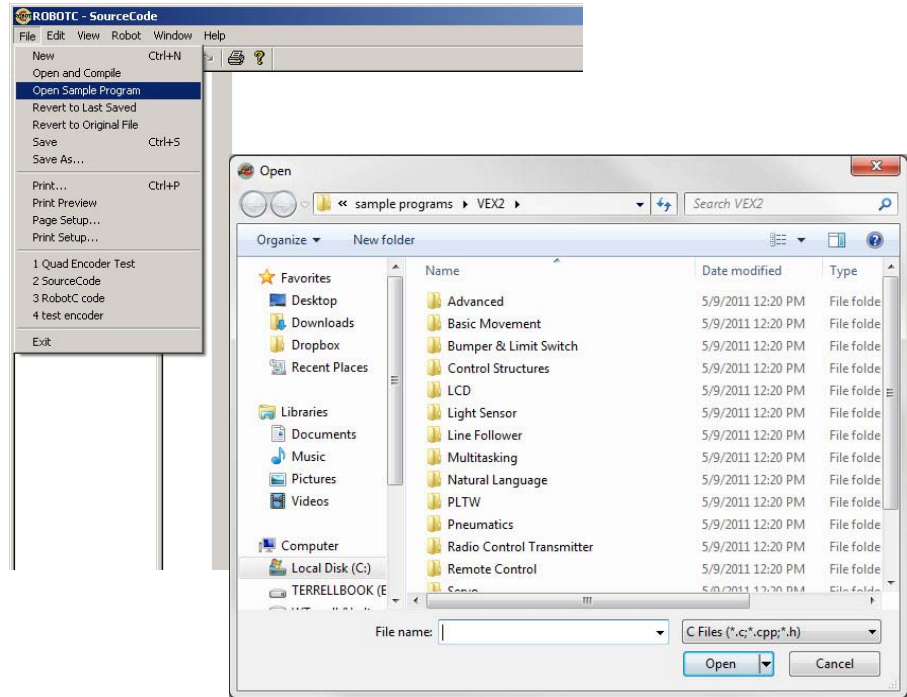 ROBOTC - SourceCode
File Edit View Robot Window Help
New Ctrl+N
Open and Compile
Open Sample Program
Revert to Last Saved
Revert to Original File
Save Ctrl+S
Save As...
Print... Ctrl+P
Print Preview
Page Setup...
Print Setup...
1 Quad Encoder Test
2 SourceCode
3 RobotC code
4 test encoder
Exit
Open
« sample programs VEX2
Search VEX2
Organize New folder
Favorites
Desktop
Downloads
Dropbox
Recent Places
Libraries
Documents
Music
Pictures
Videos
Computer
Local Disk (C:)
TERRELLBOOK (E
Name Date modified Type
Advanced 5/9/2011 12:20 PM File folde
Basic Movement 5/9/2011 12:20 PM File folde
Bumper & Limit Switch 5/9/2011 12:20 PM File folde
Control Structures 5/9/2011 12:20 PM File folde
LCD 5/9/2011 12:20 PM File folde
Light Sensor 5/9/2011 12:20 PM File folde
Line Follower 5/9/2011 12:20 PM File folde
Multitasking 5/9/2011 12:20 PM File folde
Natural Language 5/9/2011 12:20 PM File folde
PLTW 5/9/2011 12:20 PM File folde
Pneumatics 5/9/2011 12:20 PM File folde
Radio Control Transmitter 5/9/2011 12:20 PM File folde
Remote Control 5/9/2011 12:20 PM File folde
Servo 5/9/2011 12:20 PM File folde
File name: C Files (*.c;*.cpp;*.h)
Open Cancel